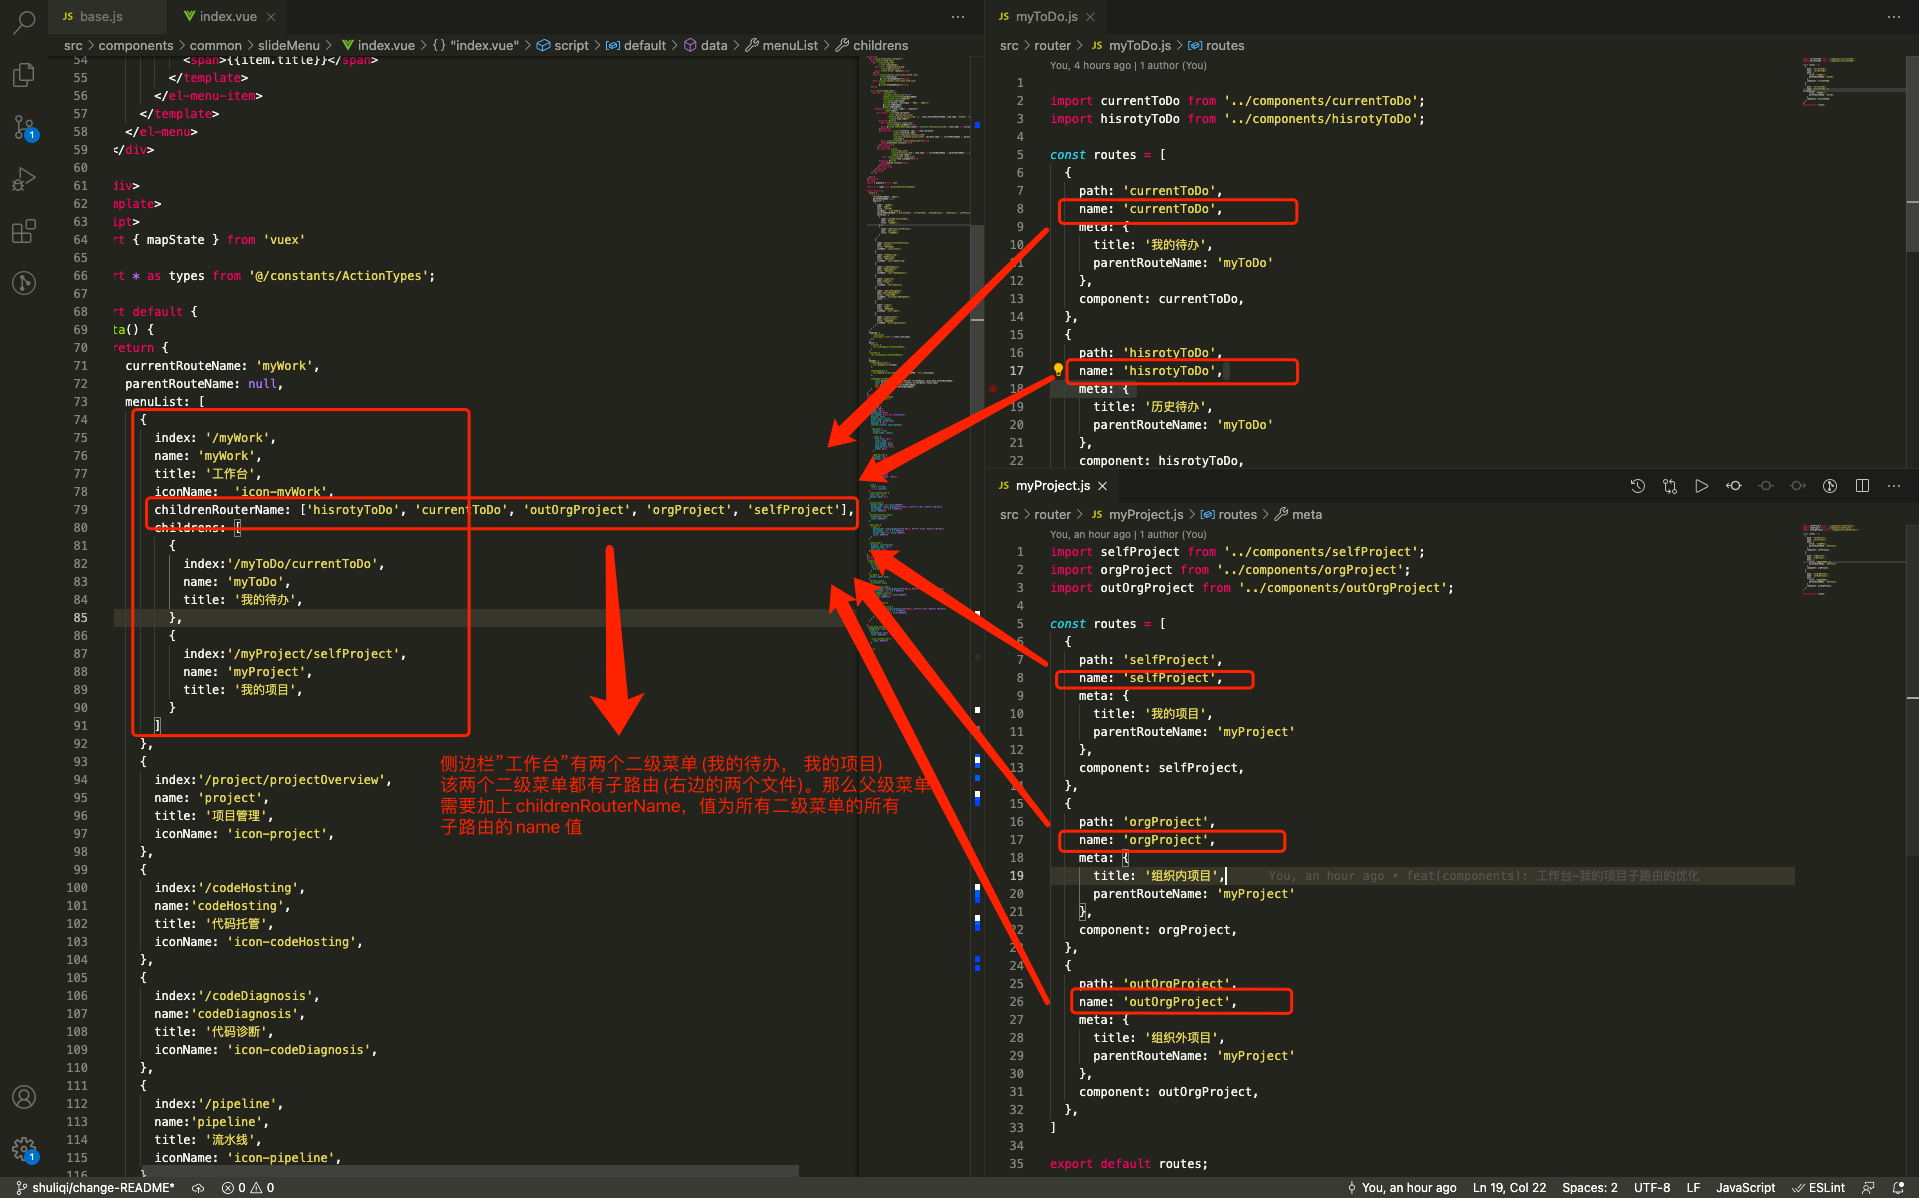 JS base.js
index.vue
src > components > common > slideMenu > index.vue > {} "index.vue" > script > default > data > menuList > childrens
54 <span>{{item.title}}</span>
55 </template>
56 </el-menu-item>
57 </template>
58 </el-menu>
59 </div>
60
61 div>
62 mplate>
63 ipt>
64 rt { mapState } from 'vuex'
65
66 rt * as types from '@/constants/ActionTypes';
67
68 rt default {
69 ta() {
70 return {
71 currentRouteName: 'myWork',
72 parentRouteName: null,
73 menuList: [
74 {
75 index: '/myWork',
76 name: 'myWork',
77 title: '工作台',
78 iconName: 'icon-myWork',
79 childrenRouterName: ['hisrotyToDo', 'currentToDo', 'outOrgProject', 'orgProject', 'selfProject'],
80 childrens: [
81 {
82 index:'/myToDo/currentToDo',
83 name: 'myToDo',
84 title: '我的待办',
85 },
86 {
87 index:'/myProject/selfProject',
88 name: 'myProject',
89 title: '我的项目',
90 }
91 ]
92 },
93 {
94 index:'/project/projectOverview',
95 name: 'project',
96 title: '项目管理',
97 iconName: 'icon-project',
98 },
99 {
100 index:'/codeHosting',
101 name:'codeHosting',
102 title: '代码托管',
103 iconName: 'icon-codeHosting',
104 },
105 {
106 index:'/codeDiagnosis',
107 name:'codeDiagnosis',
108 title: '代码诊断',
109 iconName: 'icon-codeDiagnosis',
110 },
111 {
112 index:'/pipeline',
113 name:'pipeline',
114 title: '流水线',
115 iconName: 'icon-pipeline',
116 }
侧边栏”工作台”有两个二级菜单(我的待办, 我的项目)
该两个二级菜单都有子路由(右边的两个文件)。那么父级菜单
需要加上childrenRouterName, 值为所有二级菜单的所有
子路由的name 值
JS myToDo.js
src > router > JS myToDo.js > routes
You, 4 hours ago | 1 author (You)
1
2 import currentToDo from '../components/currentToDo';
3 import hisrotyToDo from '../components/hisrotyToDo';
4
5 const routes = [
6 {
7 path: 'currentToDo',
8 name: 'currentToDo',
9 meta: {
10 title: '我的待办',
11 parentRouteName: 'myToDo'
12 },
13 component: currentToDo,
14 },
15 {
16 path: 'hisrotyToDo',
17 name: 'hisrotyToDo',
18 meta: {
19 title: '历史待办',
20 parentRouteName: 'myToDo'
21 },
22 component: hisrotyToDo,
JS myProject.js
src > router > JS myProject.js > routes > meta
You, an hour ago | 1 author (You)
1 import selfProject from '../components/selfProject';
2 import orgProject from '../components/orgProject';
3 import outOrgProject from '../components/outOrgProject';
4
5 const routes = [
6 {
7 path: 'selfProject',
8 name: 'selfProject',
9 meta: {
10 title: '我的项目',
11 parentRouteName: 'myProject'
12 },
13 component: selfProject,
14 },
15 {
16 path: 'orgProject',
17 name: 'orgProject',
18 meta: {
19 title: '组织内项目', You, an hour ago • feat(components): 工作台-我的项目子路由的优化
20 parentRouteName: 'myProject'
21 },
22 component: orgProject,
23 },
24 {
25 path: 'outOrgProject',
26 name: 'outOrgProject',
27 meta: {
28 title: '组织外项目',
29 parentRouteName: 'myProject'
30 },
31 component: outOrgProject,
32 },
33 ]
34
35 export default routes;
1
1
shuliqi/change-README* 0 0 You, an hour ago Ln 19, Col 22 Spaces: 2 UTF-8 LF JavaScript ESLint